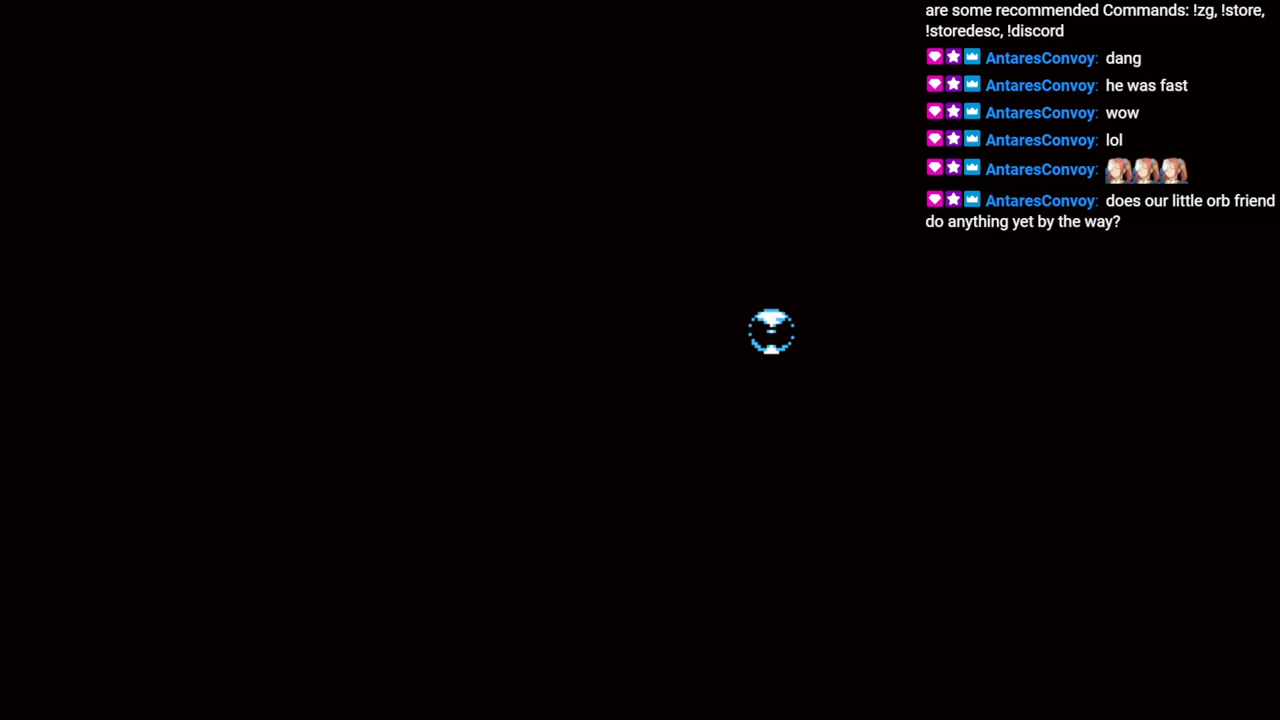 are some recommended Commands: !zg, !store,
!storedesc, !discord
AntaresConvoy: dang
AntaresConvoy: he was fast
AntaresConvoy: wow
AntaresConvoy: lol
AntaresConvoy:
AntaresConvoy: does our little orb friend
do anything yet by the way?